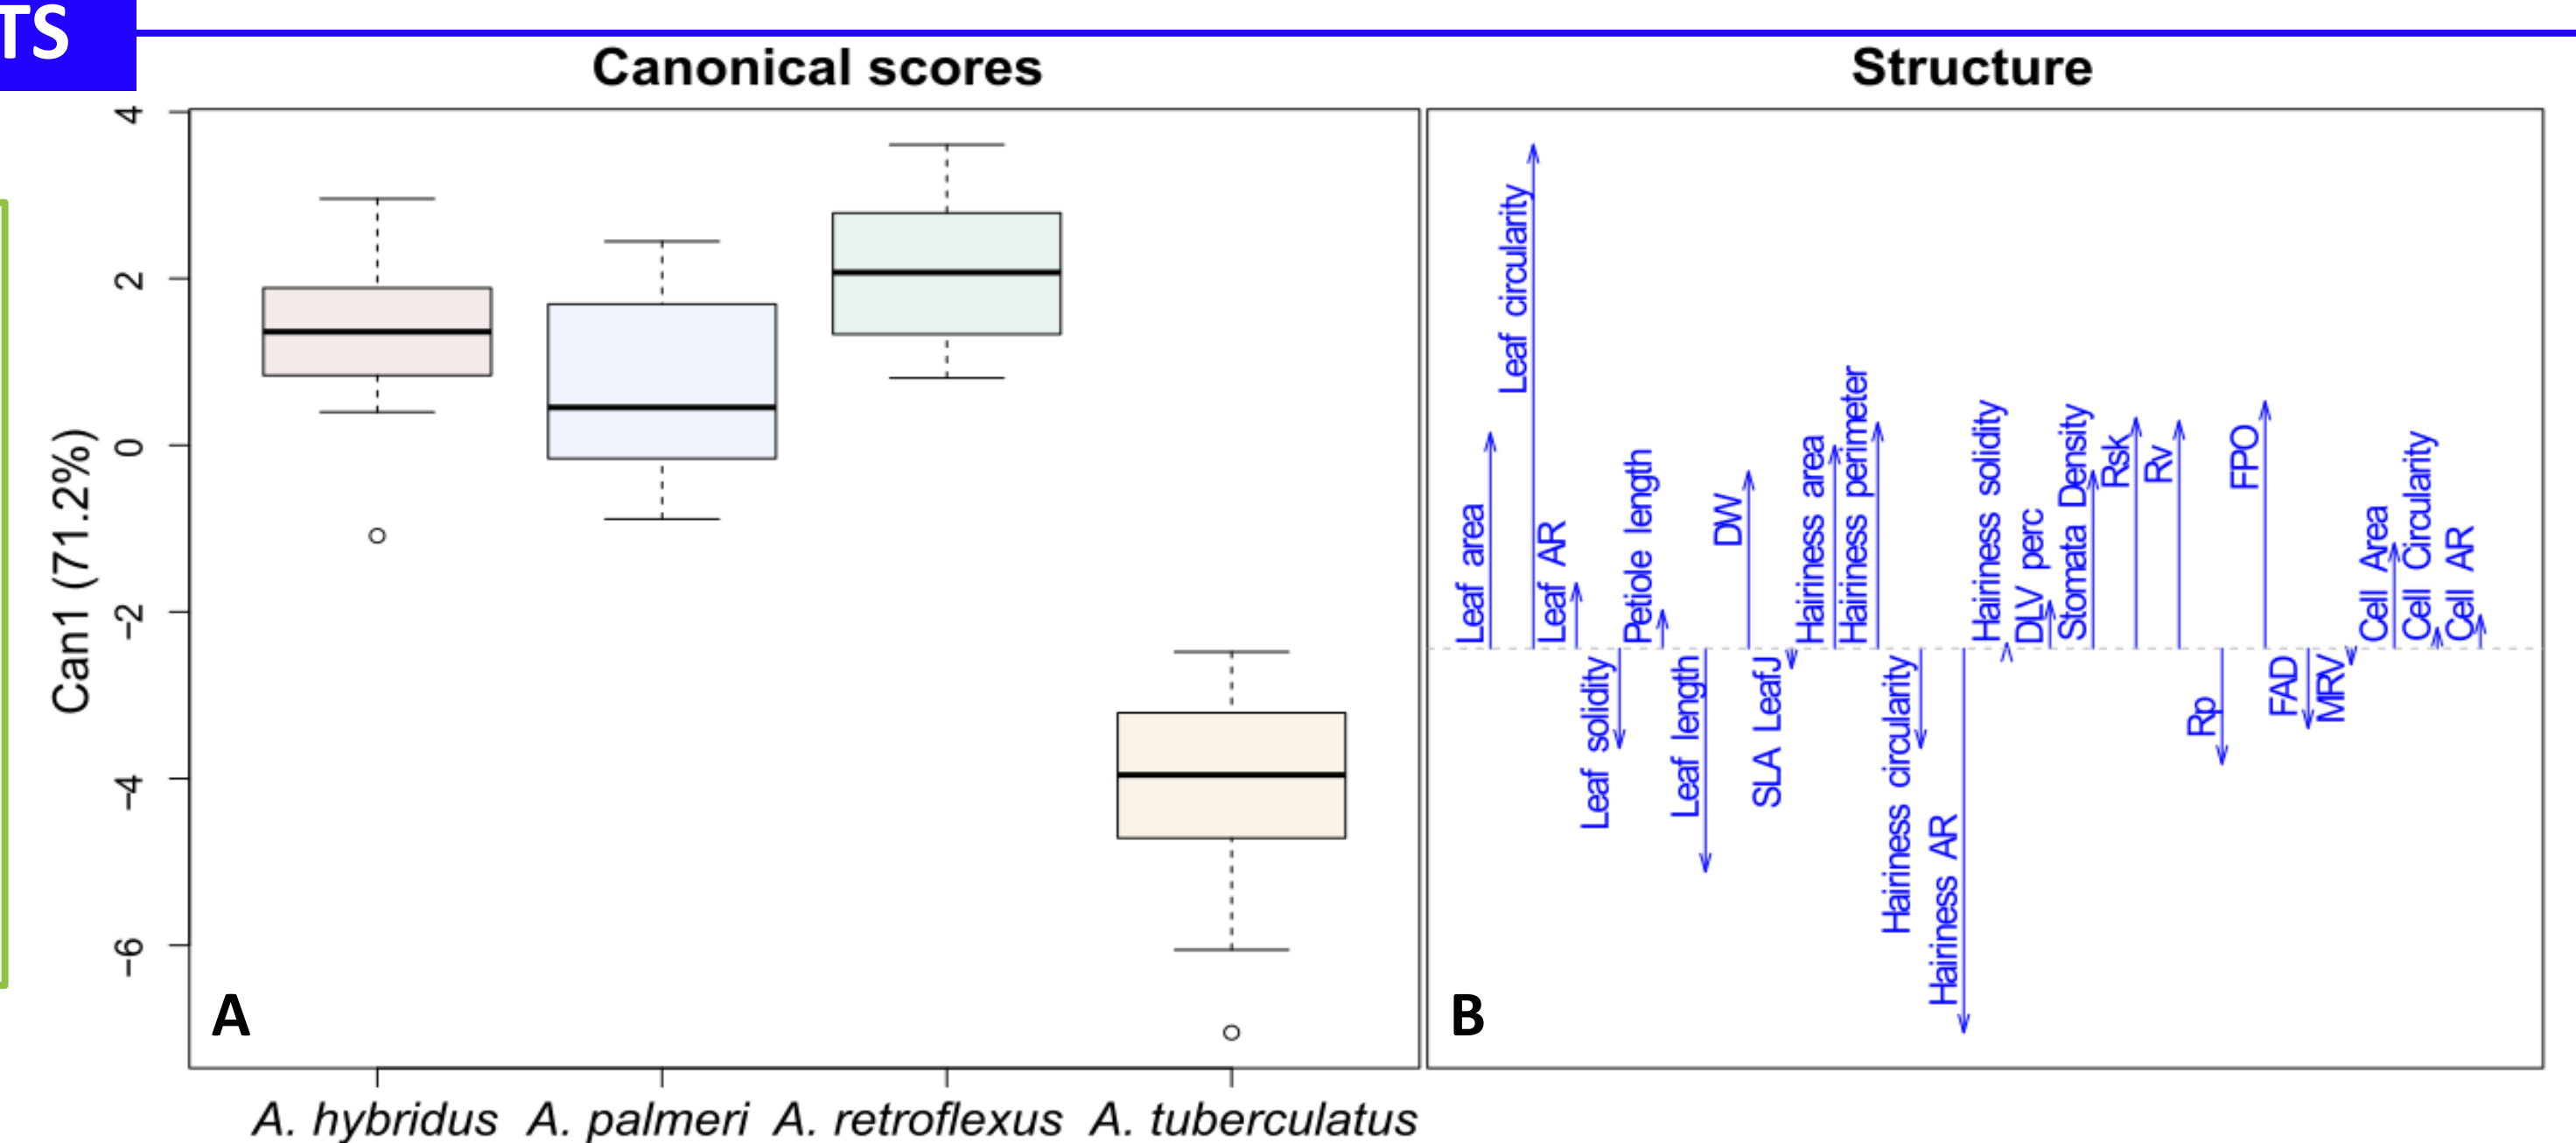 TS
Canonical scores
Structure
Can1 (71.2%)
4
2
0
−2
−4
−6
A. hybridus
A. palmeri
A. retroflexus
A. tuberculatus
A
Leaf area
Leaf circularity
Leaf AR
Leaf solidity
Petiole length
Leaf length
DW
SLA LeafJ
Hairiness area
Hairiness perimeter
Hairiness circularity
Hairiness AR
Hairiness solidity
DLV perc
Stomata Density
Rsk
Rv
Rp
FPO
FAD
MRV
Cell Area
Cell Circularity
Cell AR
B